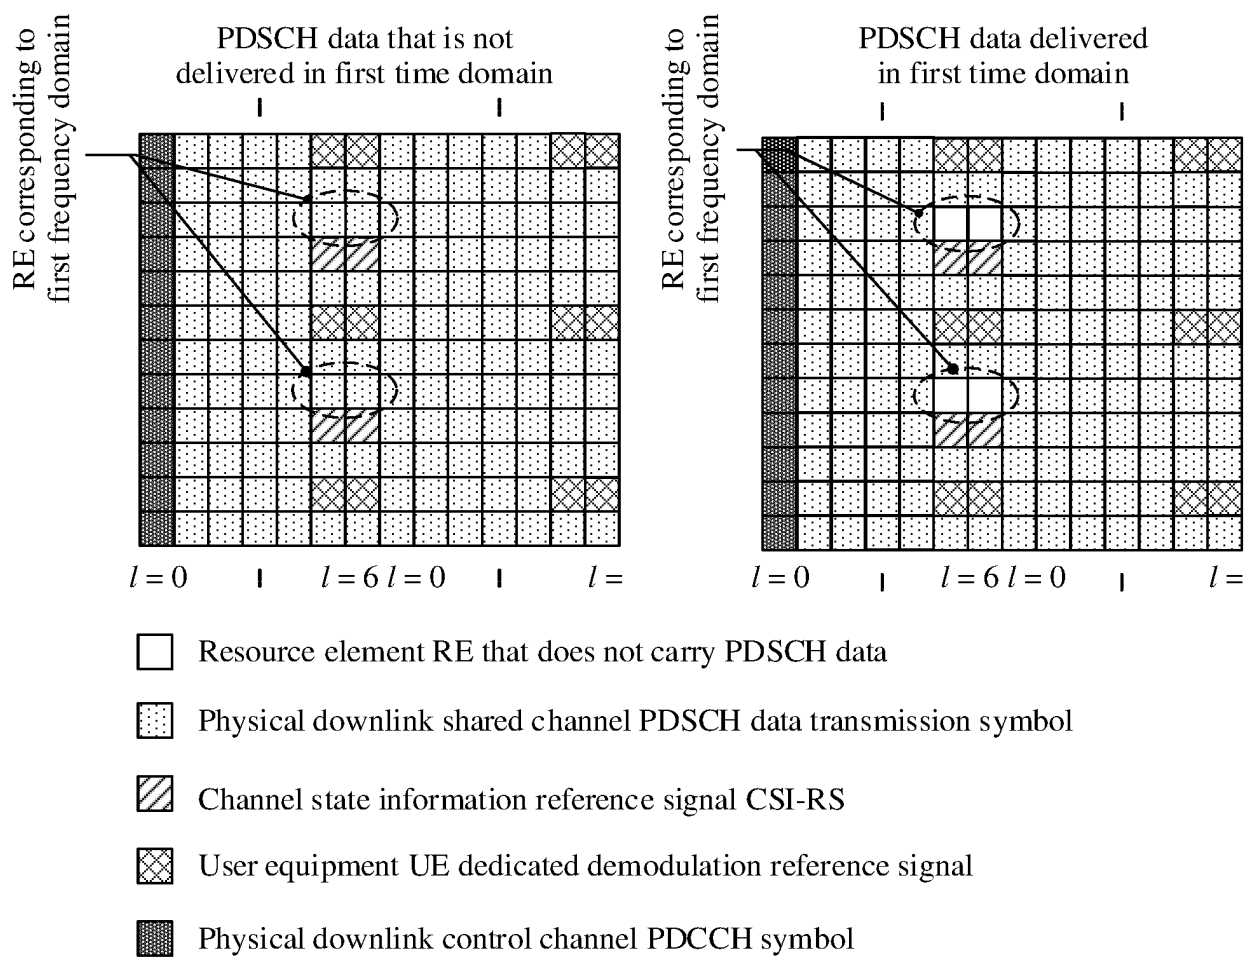 RE corresponding to
first frequency domain
PDSCH data that is not
delivered in first time domain
RE corresponding to
first frequency domain
PDSCH data delivered
in first time domain
l = 0
l = 6 l = 0
l =
l = 0
l = 6 l = 0
l =
Resource element RE that does not carry PDSCH data
Physical downlink shared channel PDSCH data transmission symbol
Channel state information reference signal CSI-RS
User equipment UE dedicated demodulation reference signal
Physical downlink control channel PDCCH symbol